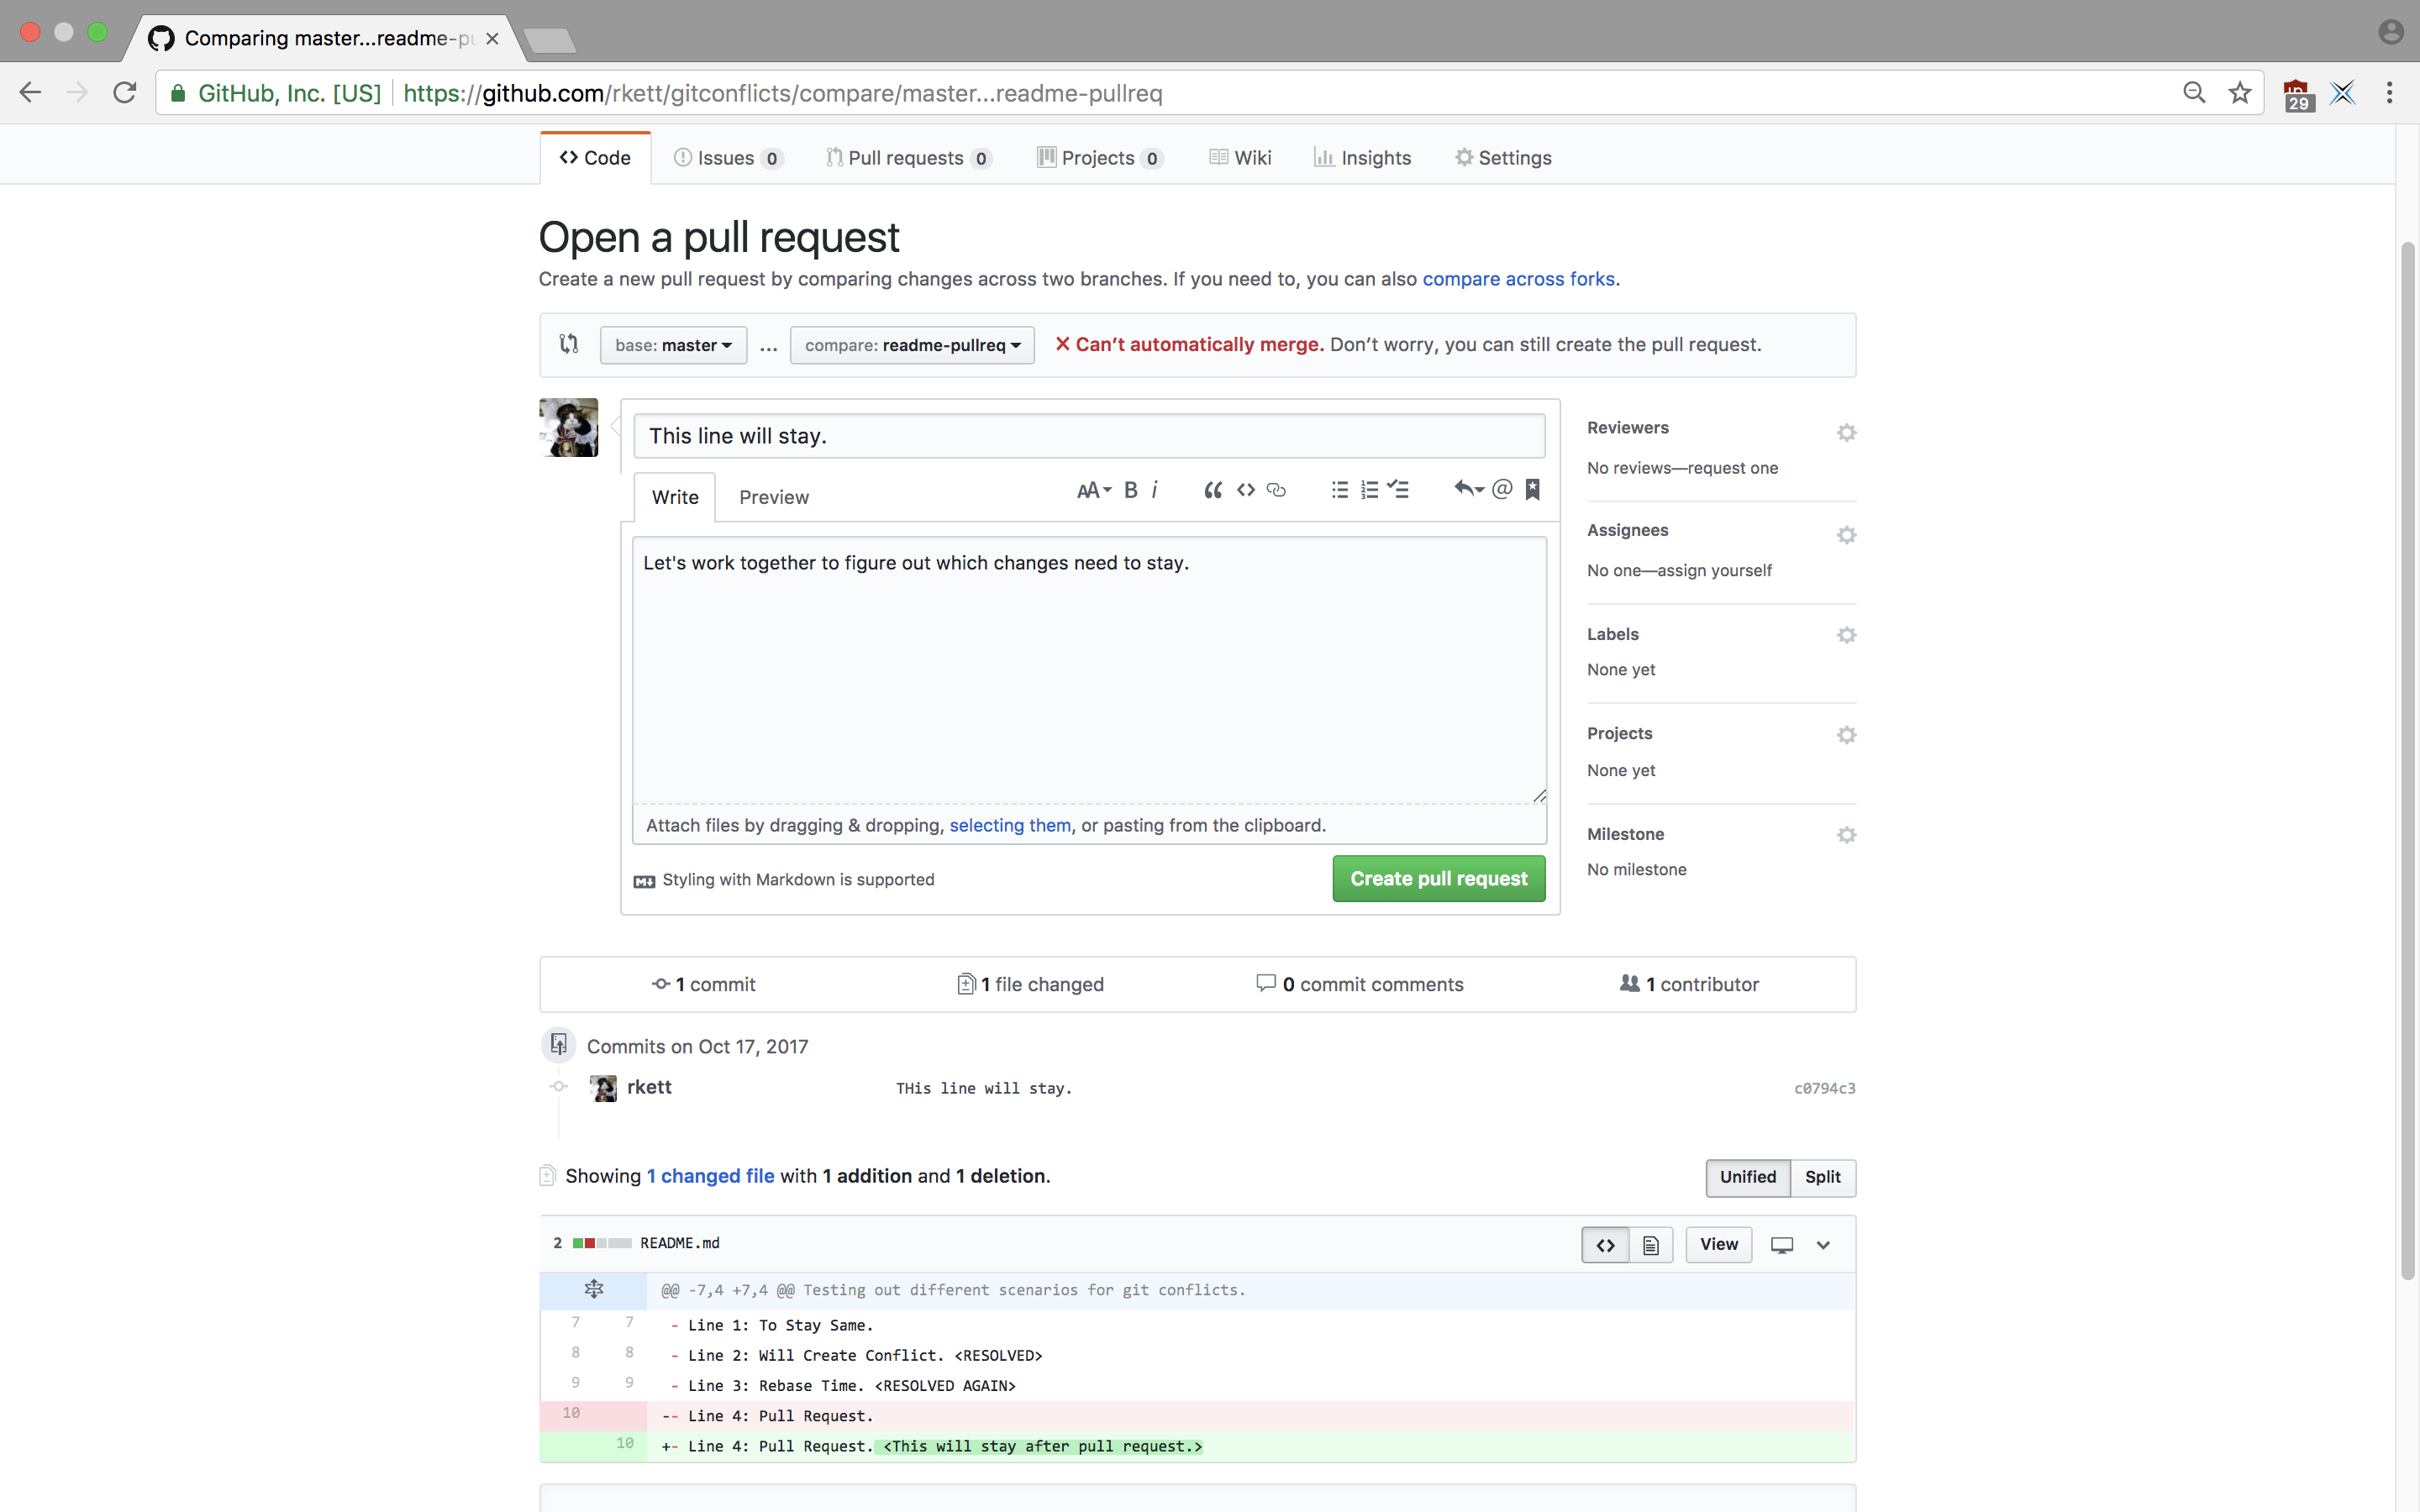 Comparing master...readme-pu
GitHub, Inc. [US] https://github.com/rkett/gitconflicts/compare/master...readme-pullreq
29
Code Issues 0 Pull requests 0 Projects 0 Wiki Insights Settings
Open a pull request
Create a new pull request by comparing changes across two branches. If you need to, you can also compare across forks.
base: master ... compare: readme-pullreq Can’t automatically merge. Don’t worry, you can still create the pull request.
This line will stay.
Write Preview AA B i
Let's work together to figure out which changes need to stay.
Attach files by dragging & dropping, selecting them, or pasting from the clipboard.
Styling with Markdown is supported
Create pull request
Reviewers
No reviews—request one
Assignees
No one—assign yourself
Labels
None yet
Projects
None yet
Milestone
No milestone
1 commit 1 file changed 0 commit comments 1 contributor
Commits on Oct 17, 2017
rkett THis line will stay. c0794c3
Showing 1 changed file with 1 addition and 1 deletion.
Unified Split
2 README.md View
@@ -7,4 +7,4 @@ Testing out different scenarios for git conflicts.
7 7 - Line 1: To Stay Same.
8 8 - Line 2: Will Create Conflict. <RESOLVED>
9 9 - Line 3: Rebase Time. <RESOLVED AGAIN>
10 -- Line 4: Pull Request.
10 +- Line 4: Pull Request. <This will stay after pull request.>